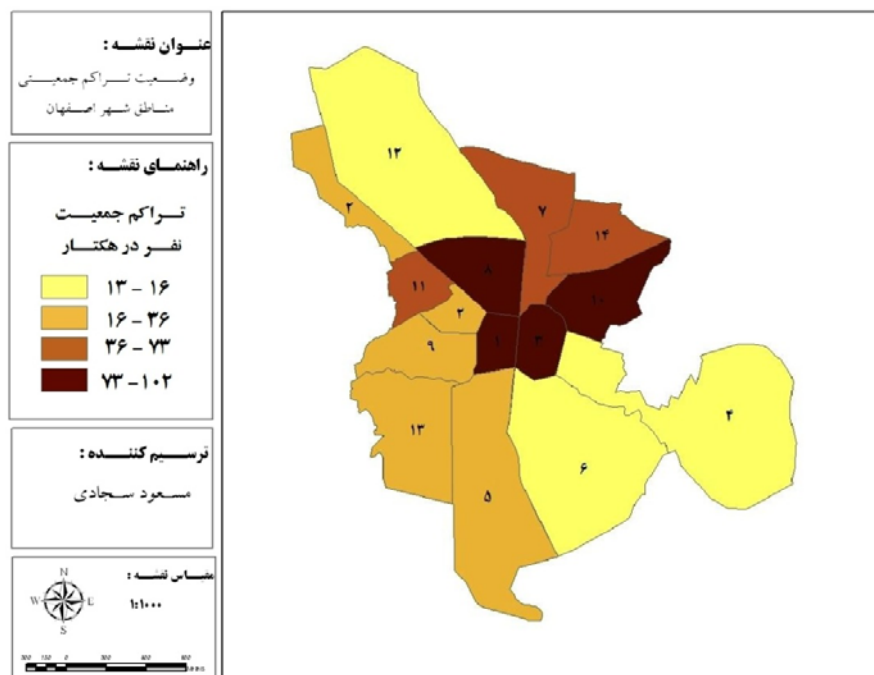 عنوان نقشه :
وضعیت تراکم جمعیتی
مناطق شهر اصفهان
راهنمای نقشه :
تراکم جمعیت
نفر در هکتار
۱۳ - ۱۶
۱۶ - ۳۶
۳۶ - ۷۳
۷۳ - ۱۰۲
ترسیم کننده :
مسعود سجادی
مقیاس نقشه :
۱:۱۰۰۰
N
W E
S
۱۲
۲
۷
۱۴
۸
۱۱
۱۰
۲
۱
۳
۹
۴
۱۳
۶
۵